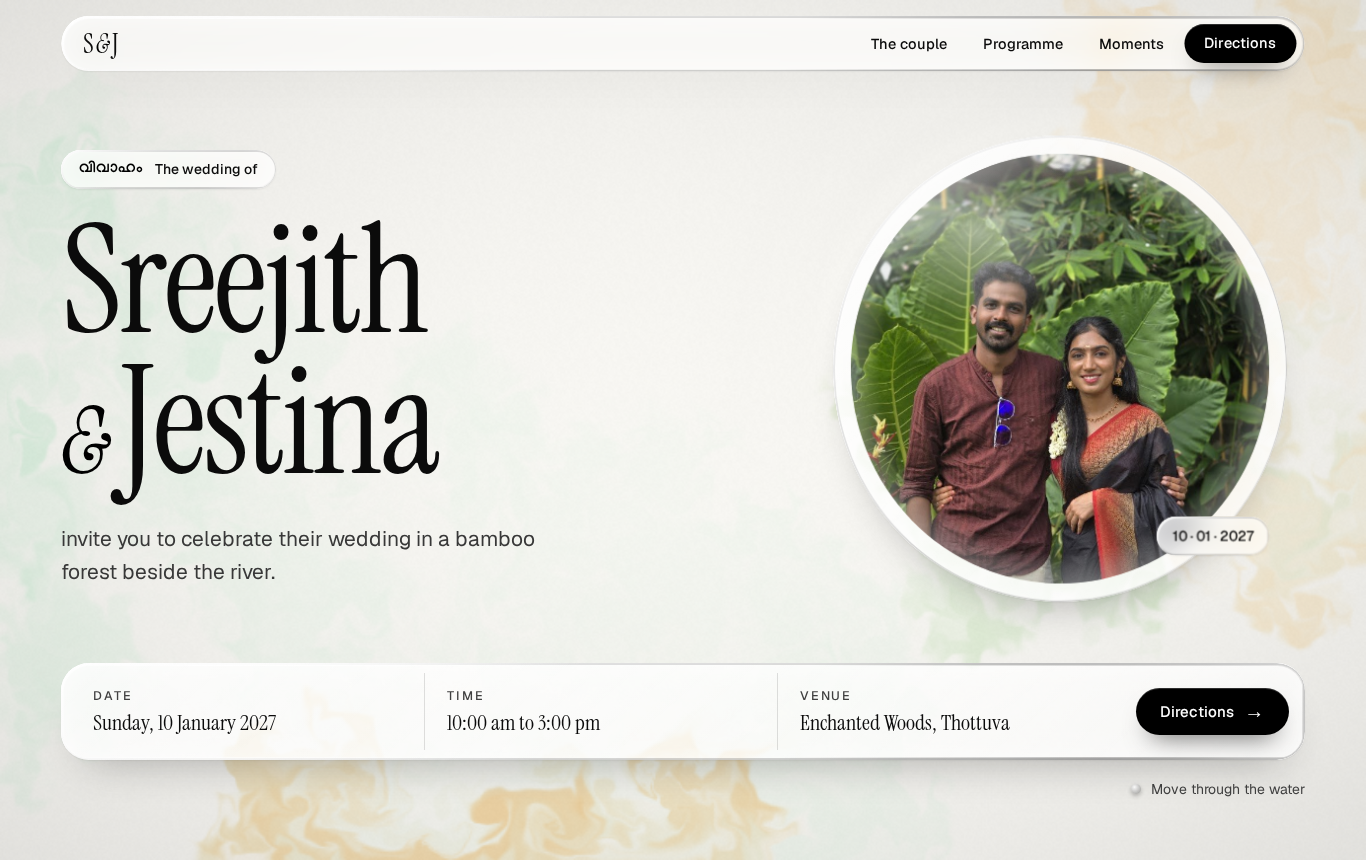 S&J
The couple
Programme
Moments
Directions
വിവാഹം The wedding of
Sreejith
& Jestina
invite you to celebrate their wedding in a bamboo
forest beside the river.
10 · 01 · 2027
DATE
Sunday, 10 January 2027
TIME
10:00 am to 3:00 pm
VENUE
Enchanted Woods, Thottuva
Directions →
Move through the water